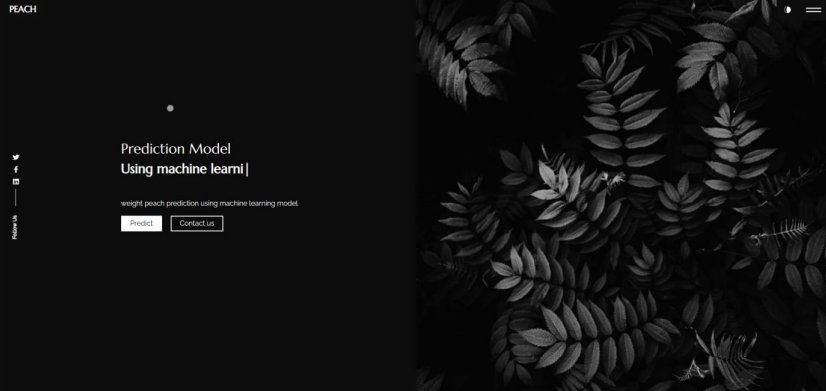 PEACH
Prediction Model
Using machine learni|
weight peach prediction using machine learning model
Predict
Contact us
Follow Us